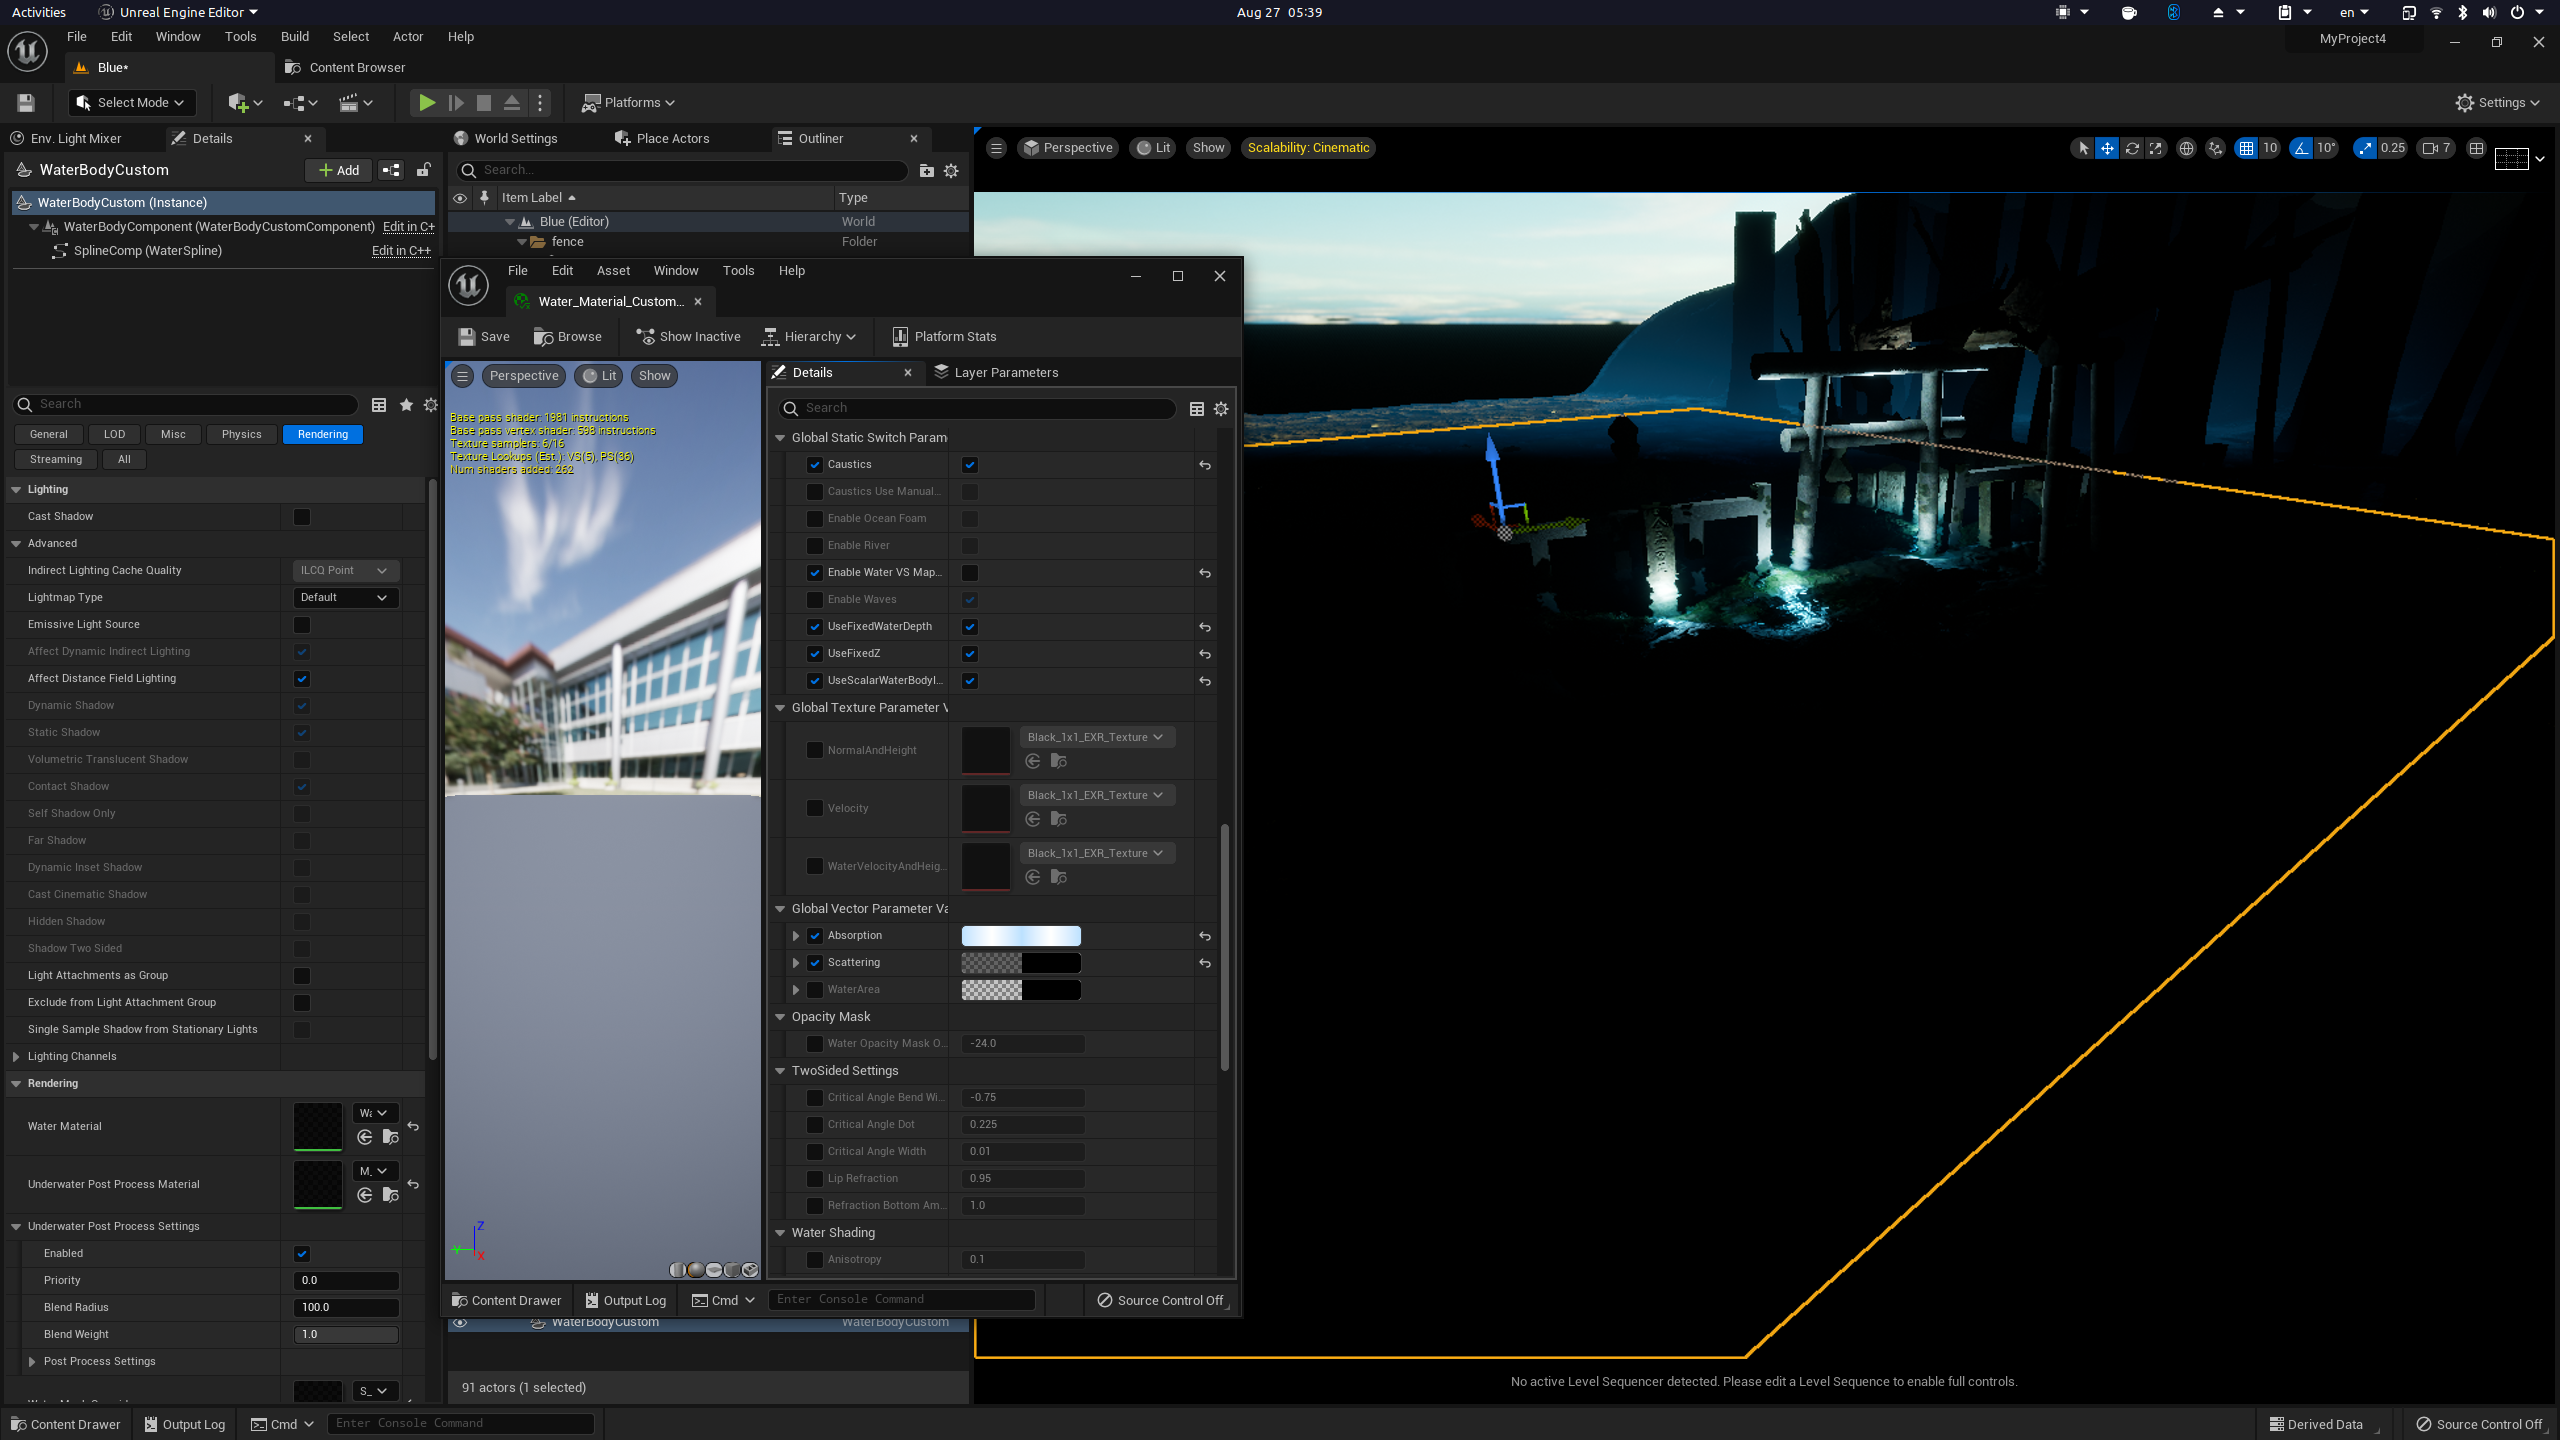 Activities
Unreal Engine Editor
Aug 27 05:39
en
File Edit Window Tools Build Select Actor Help
MyProject4
Blue*
Content Browser
Select Mode
Platforms
Settings
Env. Light Mixer
Details
World Settings
Place Actors
Outliner
WaterBodyCustom
Add
Search...
Item Label
Type
WaterBodyCustom (Instance)
WaterBodyComponent (WaterBodyCustomComponent)
Edit in C+
SplineComp (WaterSpline)
Edit in C++
Blue (Editor)
World
fence
Folder
Perspective
Lit
Show
Scalability: Cinematic
10
10°
0.25
7
Search
General
LOD
Misc
Physics
Rendering
Streaming
All
Lighting
Cast Shadow
Advanced
Indirect Lighting Cache Quality
ILCQ Point
Lightmap Type
Default
Emissive Light Source
Affect Dynamic Indirect Lighting
Affect Distance Field Lighting
Dynamic Shadow
Static Shadow
Volumetric Translucent Shadow
Contact Shadow
Self Shadow Only
Far Shadow
Dynamic Inset Shadow
Cast Cinematic Shadow
Hidden Shadow
Shadow Two Sided
Light Attachments as Group
Exclude from Light Attachment Group
Single Sample Shadow from Stationary Lights
Lighting Channels
Rendering
Water Material
Underwater Post Process Material
M_
Underwater Post Process Settings
Enabled
Priority
0.0
Blend Radius
100.0
Blend Weight
1.0
Post Process Settings
S_
File Edit Asset Window Tools Help
Water_Material_Custom...
Save
Browse
Show Inactive
Hierarchy
Platform Stats
Perspective
Lit
Show
Base pass shader: 1981 instructions
Base pass vertex shader: 598 instructions
Texture samplers: 6/16
Texture Lookups (Est.): VS(5), PS(36)
Num shaders added: 262
Z
Y
X
Details
Layer Parameters
Search
Global Static Switch Param
Caustics
Caustics Use Manual...
Enable Ocean Foam
Enable River
Enable Water VS Map...
Enable Waves
UseFixedWaterDepth
UseFixedZ
UseScalarWaterBodyI...
Global Texture Parameter V
NormalAndHeight
Black_1x1_EXR_Texture
Velocity
Black_1x1_EXR_Texture
WaterVelocityAndHeig...
Black_1x1_EXR_Texture
Global Vector Parameter Va
Absorption
Scattering
WaterArea
Opacity Mask
Water Opacity Mask O...
-24.0
TwoSided Settings
Critical Angle Bend Wi...
-0.75
Critical Angle Dot
0.225
Critical Angle Width
0.01
Lip Refraction
0.95
Refraction Bottom Am...
1.0
Water Shading
Anisotropy
0.1
Content Drawer
Output Log
Cmd
Enter Console Command
Source Control Off
WaterBodyCustom
WaterBodyCustom
91 actors (1 selected)
No active Level Sequencer detected. Please edit a Level Sequence to enable full controls.
Content Drawer
Output Log
Cmd
Enter Console Command
Derived Data
Source Control Off